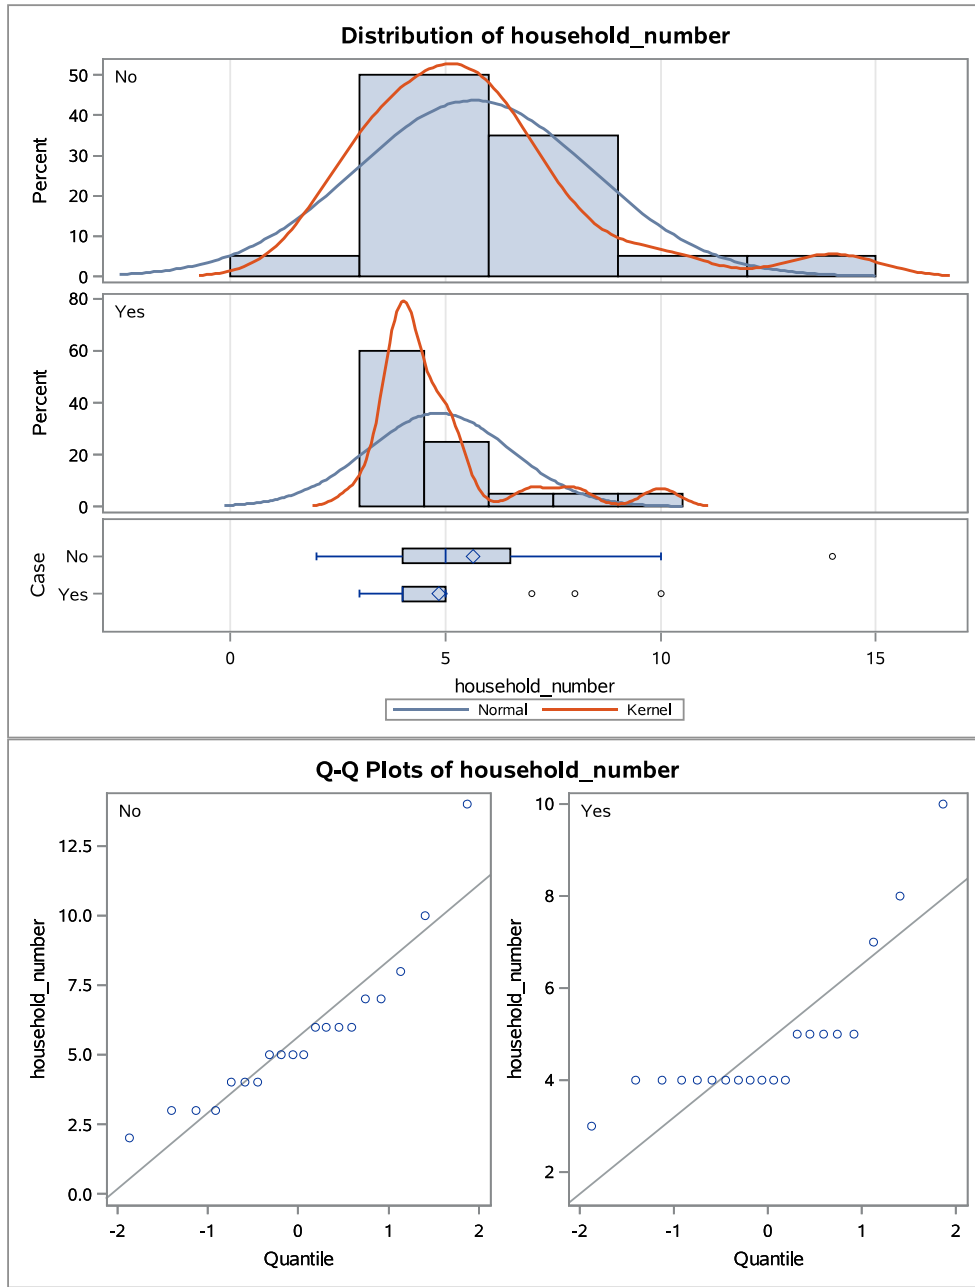 Distribution of household_number
No
50
40
30
20
10
0
Percent
Yes
80
60
40
20
0
Percent
Case
No
Yes
0 5 10 15
household_number
Normal Kernel
Q-Q Plots of household_number
No
12.5
10.0
7.5
5.0
2.5
0.0
household_number
-2 -1 0 1 2
Quantile
Yes
10
8
6
4
2
household_number
-2 -1 0 1 2
Quantile